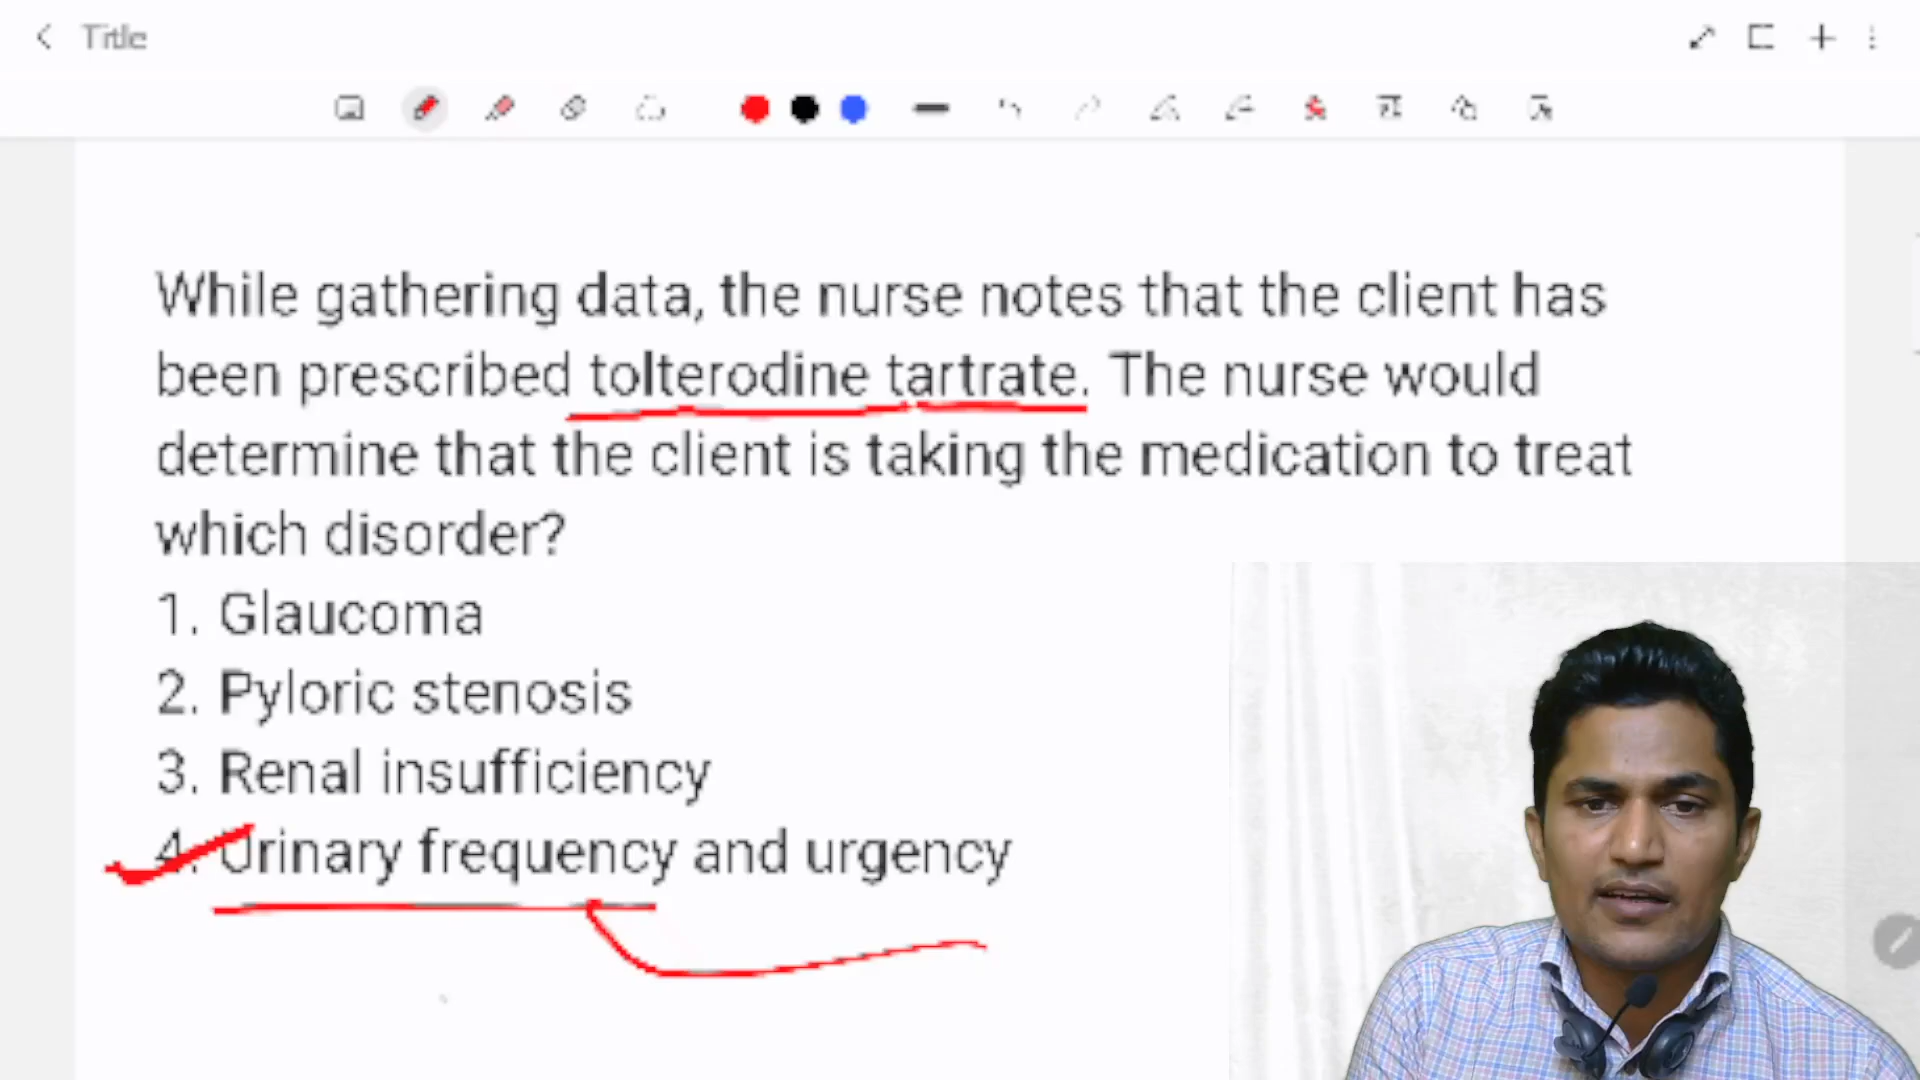 Title
While gathering data, the nurse notes that the client has
been prescribed tolterodine tartrate. The nurse would
determine that the client is taking the medication to treat
which disorder?
1. Glaucoma
2. Pyloric stenosis
3. Renal insufficiency
4. Urinary frequency and urgency